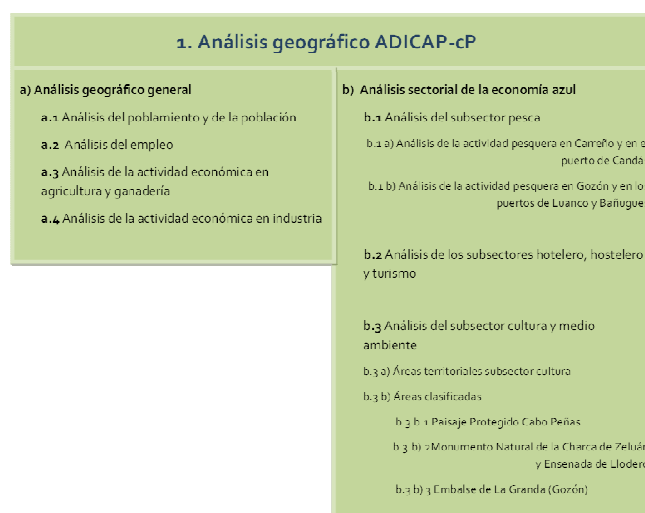 1. Análisis geográfico ADICAP-cP
a) Análisis geográfico general
a.1 Análisis del poblamiento y de la población
a.2 Análisis del empleo
a.3 Análisis de la actividad económica en
agricultura y ganadería
a.4 Análisis de la actividad económica en industria
b) Análisis sectorial de la economía azul
b.1 Análisis del subsector pesca
b.1 a) Análisis de la actividad pesquera en Carreño y en e
puerto de Canda
b.1 b) Análisis de la actividad pesquera en Gozón y en lo
puertos de Luanco y Bañugue
b.2 Análisis de los subsectores hotelero, hostelero
y turismo
b.3 Análisis del subsector cultura y medio
ambiente
b.3 a) Áreas territoriales subsector cultura
b.3 b) Áreas clasificadas
b.3 b 1 Paisaje Protegido Cabo Peñas
b.3 b) 2 Monumento Natural de la Charca de Zeluán
y Ensenada de Llodero
b.3 b) 3 Embalse de La Granda (Gozón)